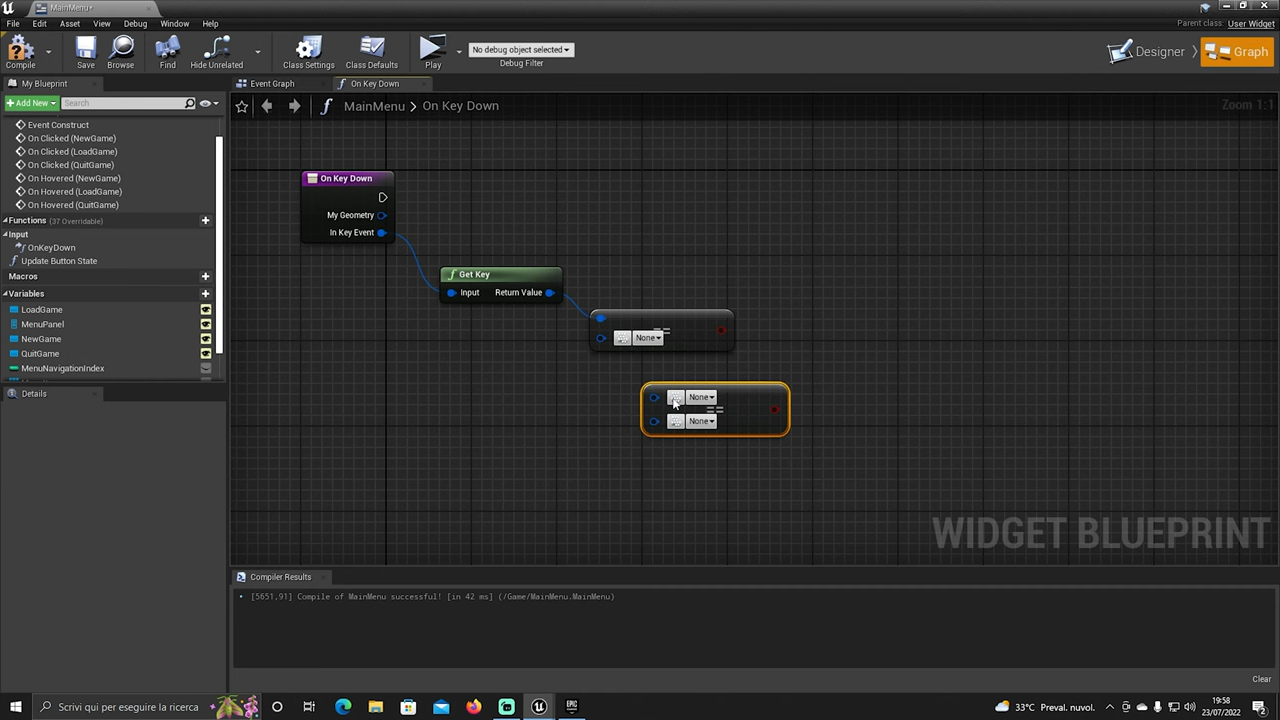 MainMenu*
File Edit Asset View Debug Window Help
Parent class: User Widget
Compile Save Browse Find Hide Unrelated Class Settings Class Defaults Play
No debug object selected
Debug Filter
Designer Graph
My Blueprint
Event Graph On Key Down
+Add New Search
MainMenu > On Key Down
Zoom 1:1
Event Construct
On Clicked (NewGame)
On Clicked (LoadGame)
On Clicked (QuitGame)
On Hovered (NewGame)
On Hovered (LoadGame)
On Hovered (QuitGame)
Functions (37 Overridable)
Input
OnKeyDown
Update Button State
Macros
Variables
LoadGame
MenuPanel
NewGame
QuitGame
MenuNavigationIndex
Details
On Key Down
My Geometry
In Key Event
Get Key
Input Return Value
None
==
None
==
None
WIDGET BLUEPRINT
Compiler Results
[5651,91] Compile of MainMenu successful! [in 42 ms] (/Game/MainMenu.MainMenu)
Clear
Scrivi qui per eseguire la ricerca
33°C Preval. nuvol.
19:58
23/07/2022